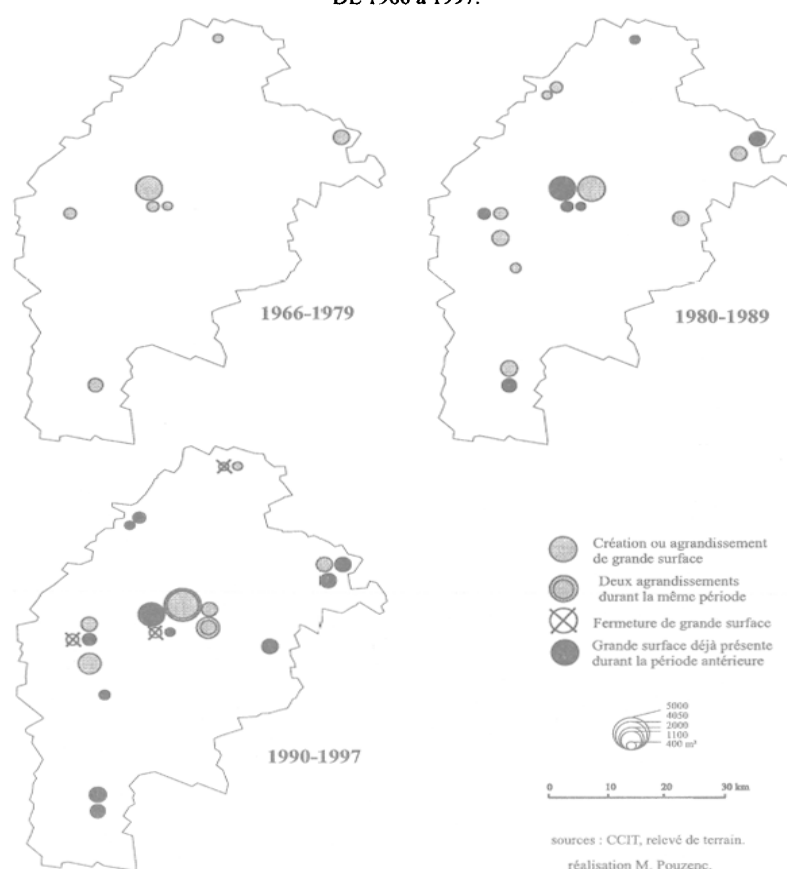 DE 1966 à 1997.
1966-1979
1980-1989
1990-1997
Création ou agrandissement
de grande surface
Deux agrandissements
durant la même période
Fermeture de grande surface
Grande surface déjà présente
durant la période antérieure
5000
4050
2000
1100
400 m²
0 10 20 30 km
sources : CCIT, relevé de terrain.
réalisation M. Pouzenc.